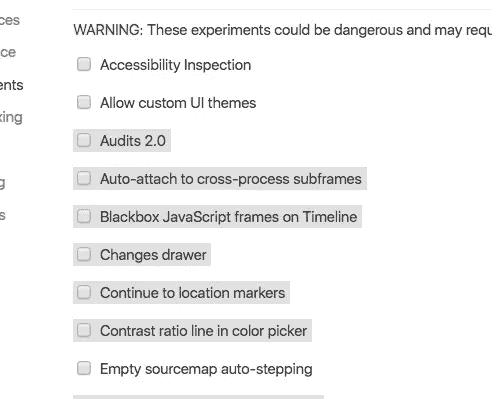 ces
WARNING: These experiments could be dangerous and may requ
ce
Accessibility Inspection
ents
Allow custom UI themes
king
Audits 2.0
g
Auto-attach to cross-process subframes
s
Blackbox JavaScript frames on Timeline
Changes drawer
Continue to location markers
Contrast ratio line in color picker
Empty sourcemap auto-stepping